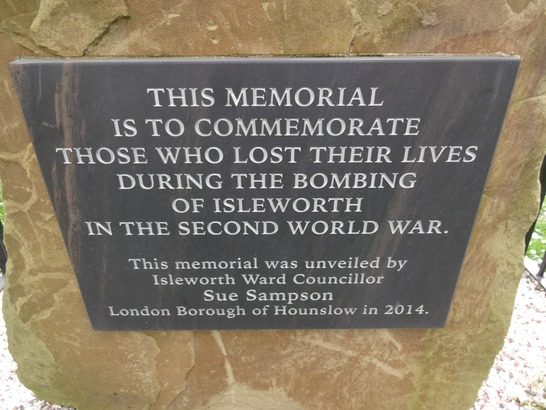 THIS MEMORIAL
IS TO COMMEMORATE
THOSE WHO LOST THEIR LIVES
DURING THE BOMBING
OF ISLEWORTH
IN THE SECOND WORLD WAR.
This memorial was unveiled by
Isleworth Ward Councillor
Sue Sampson
London Borough of Hounslow in 2014.